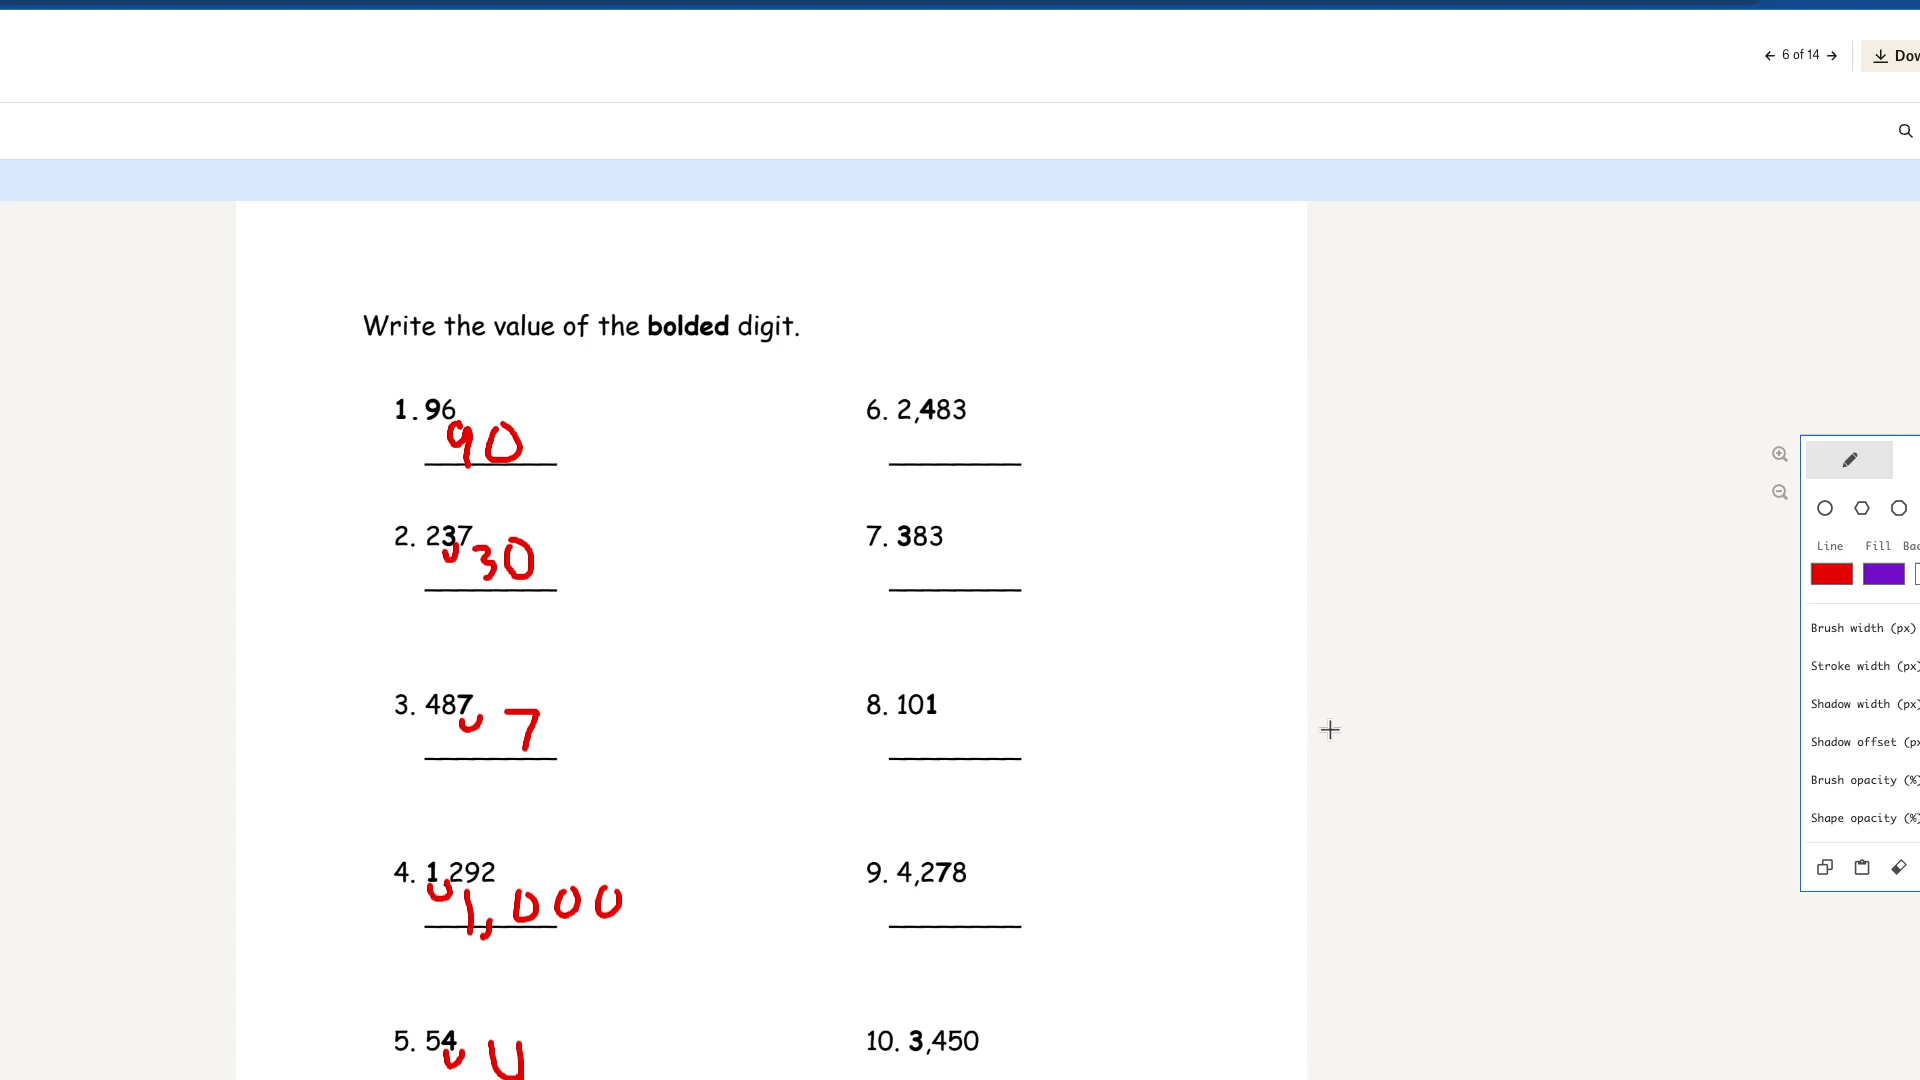 6 of 14
Write the value of the bolded digit.
1. 96
90
2. 237
30
3. 487
7
4. 1,292
1,000
5. 54
4
6. 2,483
7. 383
8. 101
9. 4,278
10. 3,450
Line Fill
Brush width (px)
Stroke width (px)
Shadow width (px)
Shadow offset
Brush opacity (%)
Shape opacity (%)